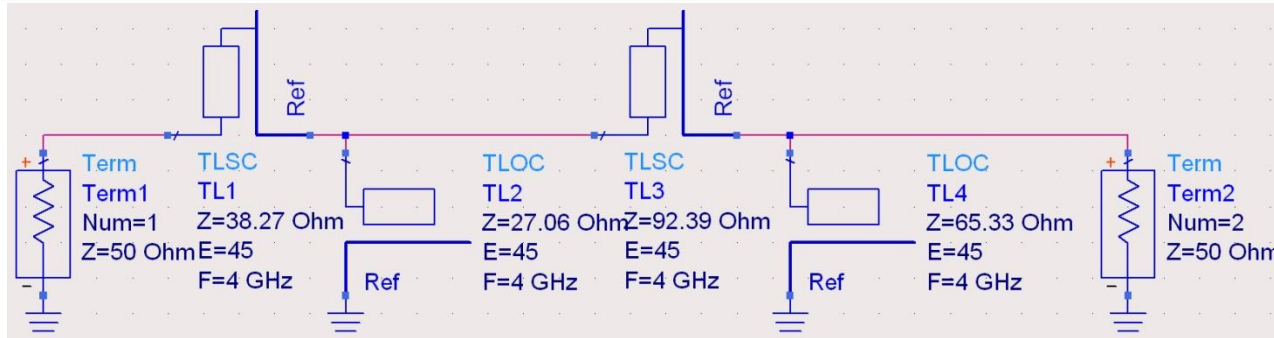 Ref
Ref
+
Term
Term1
Num=1
Z=50 Ohm
-
TLSC
TL1
Z=38.27 Ohm
E=45
F=4 GHz
Ref
TLOC
TL2
Z=27.06 Ohm
E=45
F=4 GHz
TLSC
TL3
Z=92.39 Ohm
E=45
F=4 GHz
Ref
TLOC
TL4
Z=65.33 Ohm
E=45
F=4 GHz
+
Term
Term2
Num=2
Z=50 Ohm
-